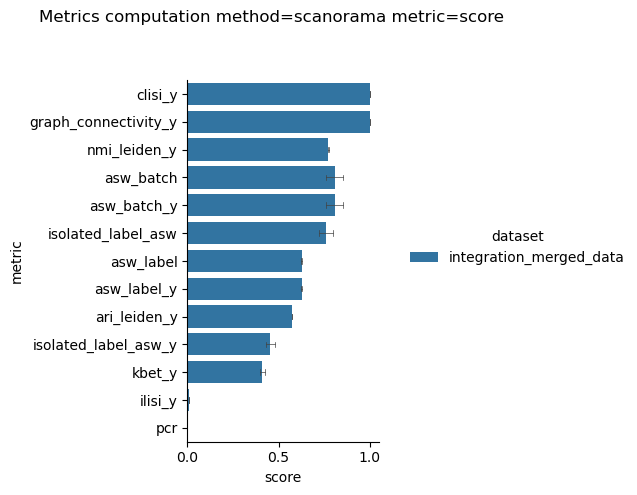 Metrics computation method=scanorama metric=score
clisi_y
graph_connectivity_y
nmi_leiden_y
asw_batch
asw_batch_y
isolated_label_asw
asw_label
asw_label_y
ari_leiden_y
isolated_label_asw_y
kbet_y
ilisi_y
pcr
metric
0.0 0.5 1.0
score
dataset
integration_merged_data